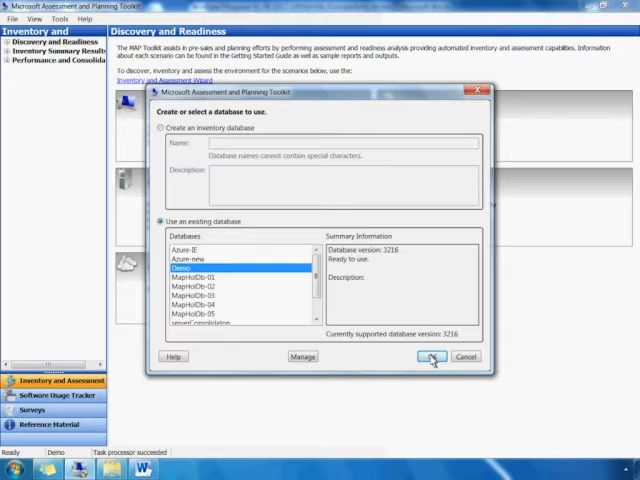 Microsoft Assessment and Planning Toolkit
File View Tools Help
Inventory and
Discovery and Readiness
Inventory Summary Results
Performance and Consolida
Discovery and Readiness
The MAP Toolkit assists in pre-sales and planning efforts by performing assessment and readiness analysis providing automated inventory and assessment capabilities. Information
about each scenario can be found in the Getting Started Guide as well as sample reports and outputs.
To discover, inventory and assess the environment for the scenarios below, use the:
Inventory and Assessment Wizard
Microsoft Assessment and Planning Toolkit
Create or select a database to use.
Create an inventory database
Name:
Database names cannot contain special characters.
Description:
Use an existing database
Databases
Azure-IE
Azure-new
Demo
MapHolDb-01
MapHolDb-02
MapHolDb-03
MapHolDb-04
MapHolDb-05
serverConsolidaton
Summary Information
Database version: 3216
Ready to use.
Description:
Currently supported database version: 3216
Help
Manage
Cancel
Inventory and Assessment
Software Usage Tracker
Surveys
Reference Material
Ready
Demo
Task processor succeeded